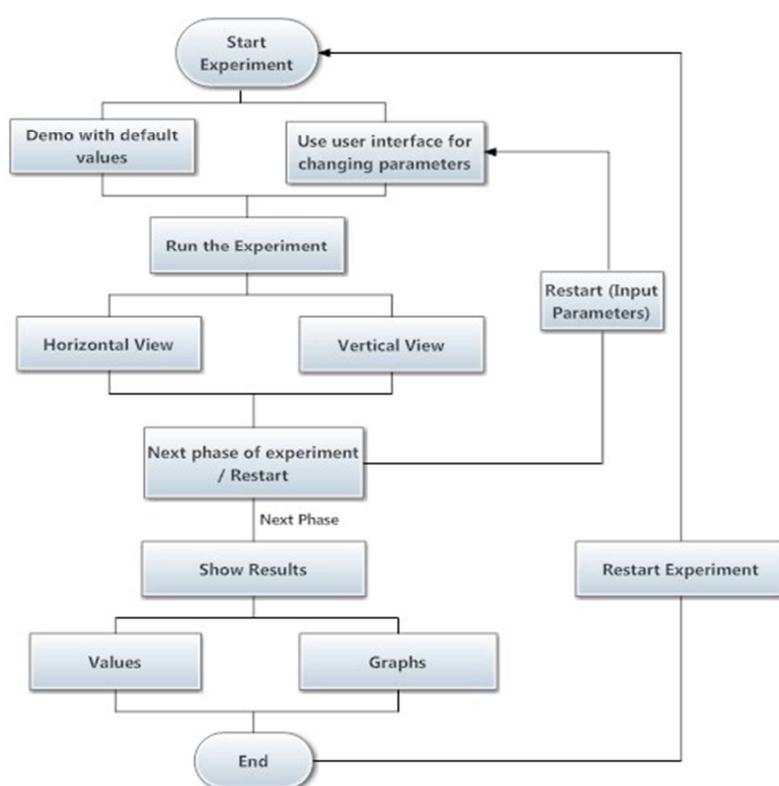 Start
Experiment
Demo with default
values
Use user interface for
changing parameters
Run the Experiment
Restart (Input
Parameters)
Horizontal View
Vertical View
Next phase of experiment
/ Restart
Next Phase
Show Results
Restart Experiment
Values
Graphs
End